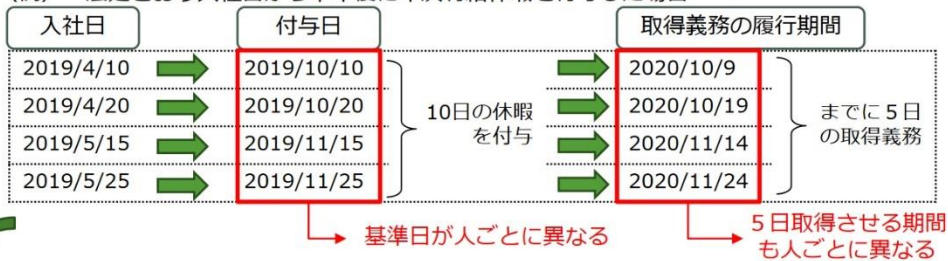 入社日 付与日 取得義務の履行期間
2019/4/10 2019/10/10 2020/10/9
2019/4/20 2019/10/20 2020/10/19
2019/5/15 2019/11/15 2020/11/14
2019/5/25 2019/11/25 2020/11/24
10日の休暇
を付与
までに５日
の取得義務
基準日が人ごとに異なる
５日取得させる期間
も人ごとに異なる